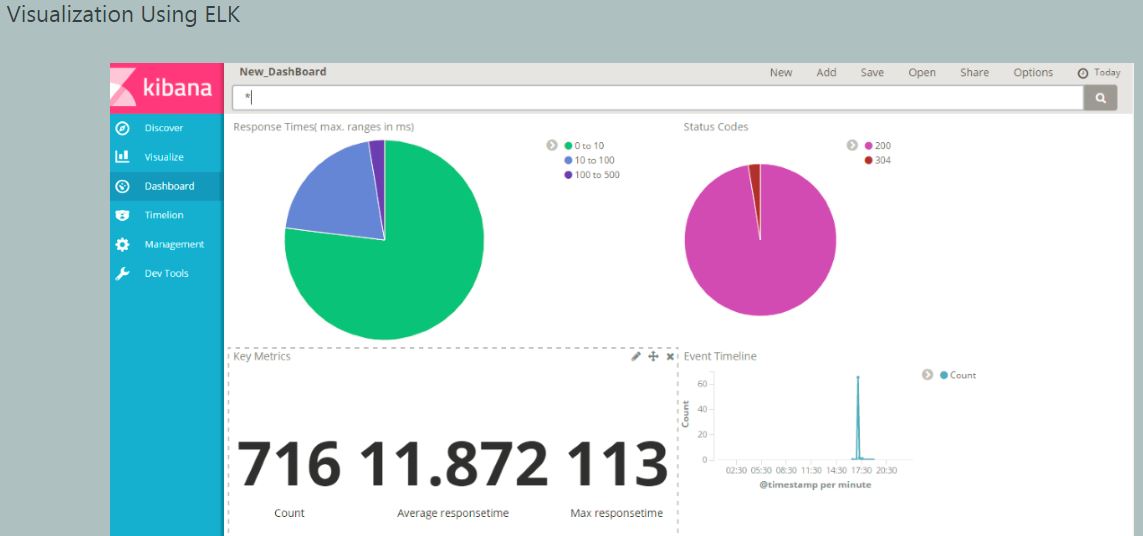 Visualization Using ELK
kibana
New_DashBoard
New Add Save Open Share Options Today
*
Discover
Visualize
Dashboard
Timelion
Management
Dev Tools
Response Times( max. ranges in ms)
0 to 10
10 to 100
100 to 500
Status Codes
200
304
Key Metrics
716 11.872 113
Count Average responsetime Max responsetime
Event Timeline
Count
Count
60
40
20
0
02:30 05:30 08:30 11:30 14:30 17:30 20:30
@timestamp per minute